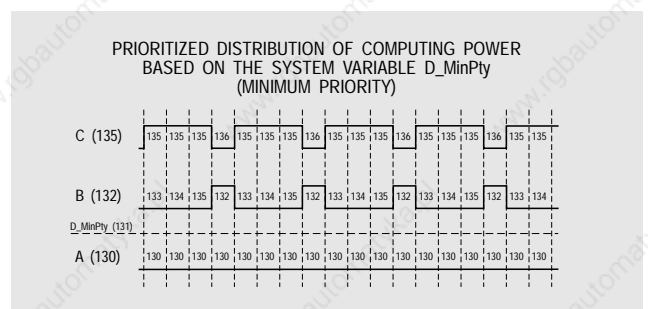 PRIORITIZED DISTRIBUTION OF COMPUTING POWER
BASED ON THE SYSTEM VARIABLE D_MinPty
(MINIMUM PRIORITY)
C (135) 135 135 135 136 135 135 135 136 135 135 135 136 135 135 135 136 135 135
B (132) 133 134 135 132 133 134 135 132 133 134 135 132 133 134 135 132 133 134
D_MinPty (131)
A (130) 130 130 130 130 130 130 130 130 130 130 130 130 130 130 130 130 130 130